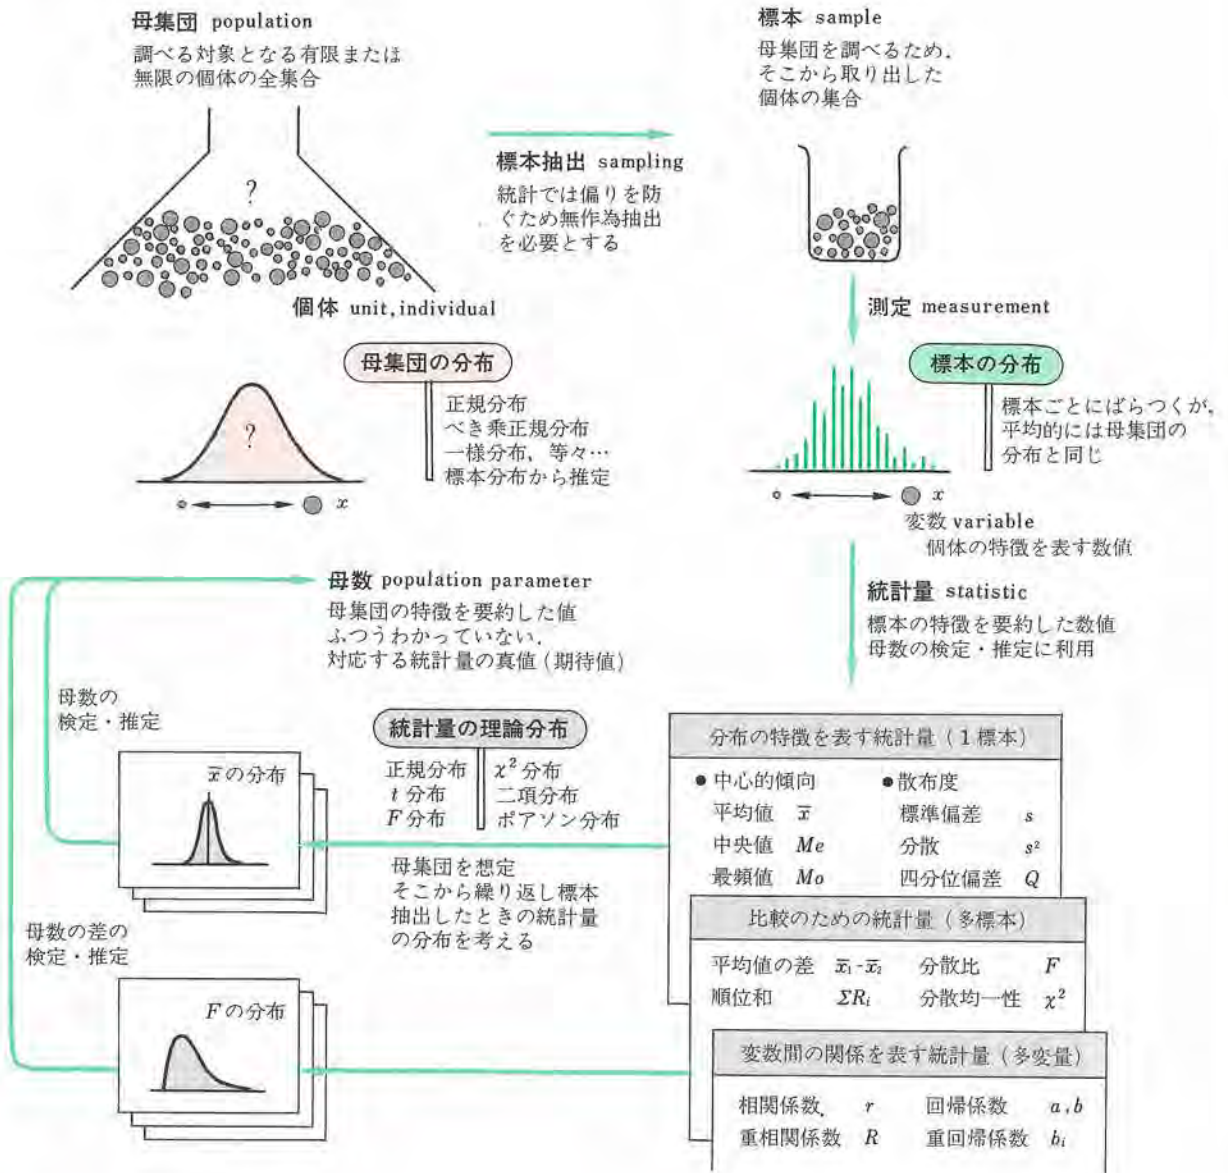 母集団 population
調べる対象となる有限または
無限の個体の全集合
?
個体 unit, individual
標本抽出 sampling
統計では偏りを防
ぐため無作為抽出
を必要とする
標本 sample
母集団を調べるため,
そこから取り出した
個体の集合
測定 measurement
母集団の分布
正規分布
べき乗正規分布
一様分布, 等々…
標本分布から推定
?
x
標本の分布
標本ごとにばらつくが,
平均的には母集団の
分布と同じ
x
変数 variable
個体の特徴を表す数値
母数 population parameter
母集団の特徴を要約した値
ふつうわかっていない.
対応する統計量の真値(期待値)
統計量 statistic
標本の特徴を要約した数値
母数の検定・推定に利用
母数の
検定・推定
x̄の分布
統計量の理論分布
正規分布 χ²分布
t分布 二項分布
F分布 ポアソン分布
母集団を想定
そこから繰り返し標本
抽出したときの統計量
の分布を考える
分布の特徴を表す統計量(1標本)
●中心的傾向 ●散布度
平均値 x̄ 標準偏差 s
中央値 Me 分散 s²
最頻値 Mo 四分位偏差 Q
比較のための統計量(多標本)
平均値の差 x̄₁-x̄₂ 分散比 F
順位和 ΣRᵢ 分散均一性 χ²
変数間の関係を表す統計量(多変量)
相関係数 r 回帰係数 a, b
重相関係数 R 重回帰係数 bᵢ
母数の差の
検定・推定
Fの分布